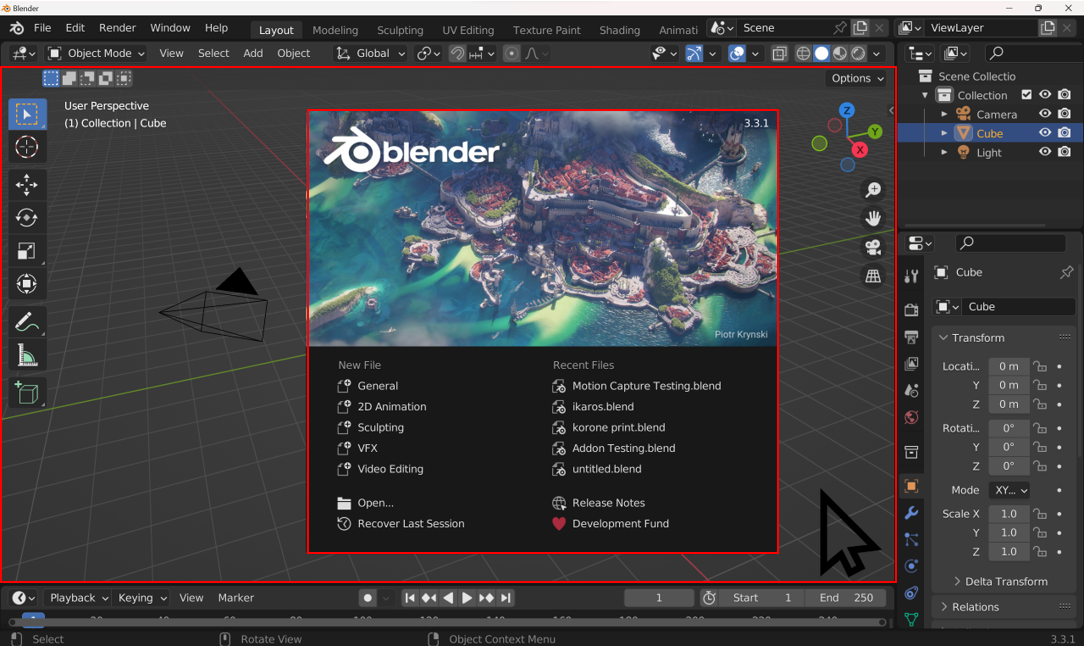 Blender
File Edit Render Window Help Layout Modeling Sculpting UV Editing Texture Paint Shading Animati Scene ViewLayer
Object Mode View Select Add Object Global
Options
User Perspective
(1) Collection | Cube
Scene Collectio
Collection
Camera
Cube
Light
Z
Y
X
blender
3.3.1
Piotr Krynski
New File
General
2D Animation
Sculpting
VFX
Video Editing
Open...
Recover Last Session
Recent Files
Motion Capture Testing.blend
ikaros.blend
korone print.blend
Addon Testing.blend
untitled.blend
Release Notes
Development Fund
Cube
Cube
Transform
Locati... 0 m
Y 0 m
Z 0 m
Rotati... 0°
Y 0°
Z 0°
Mode XY...
Scale X 1.0
Y 1.0
Z 1.0
Delta Transform
Relations
Playback Keying View Marker 1 Start 1 End 250
Select Rotate View Object Context Menu 3.3.1